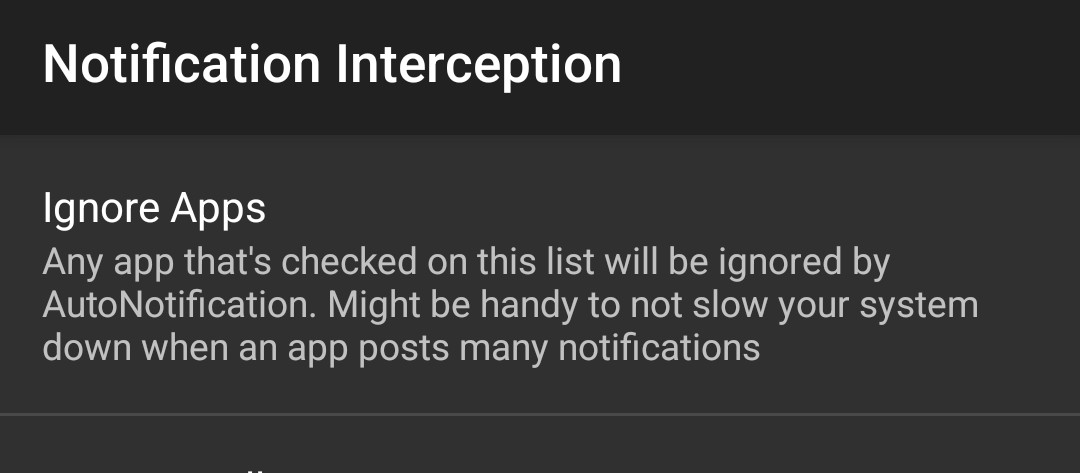 Notification Interception
Ignore Apps
Any app that's checked on this list will be ignored by
AutoNotification. Might be handy to not slow your system
down when an app posts many notifications